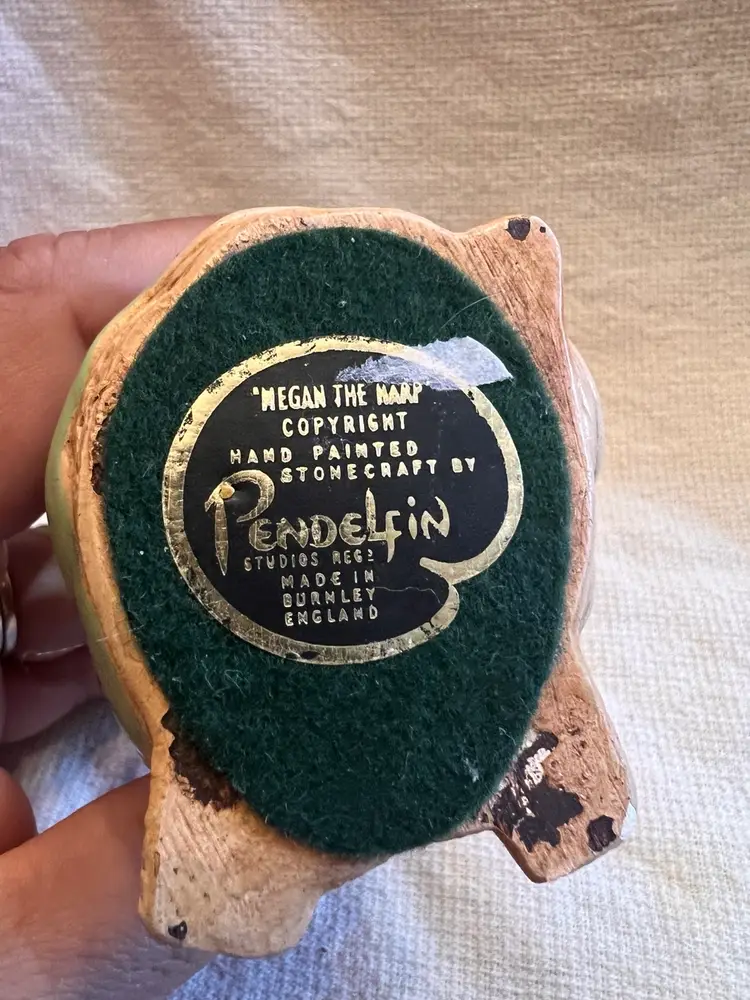 "MEGAN THE HARP"
COPYRIGHT
HAND PAINTED
STONECRAFT BY
PENDELFIN
STUDIOS REGD
MADE IN
BURNLEY
ENGLAND